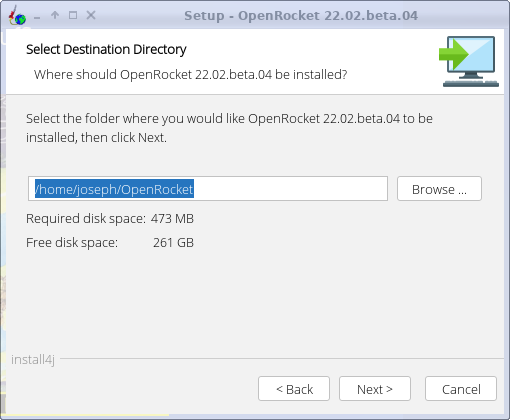 Setup - OpenRocket 22.02.beta.04
Select Destination Directory
Where should OpenRocket 22.02.beta.04 be installed?
Select the folder where you would like OpenRocket 22.02.beta.04 to be
installed, then click Next.
/home/joseph/OpenRocket
Browse ...
Required disk space: 473 MB
Free disk space: 261 GB
install4j
< Back
Next >
Cancel